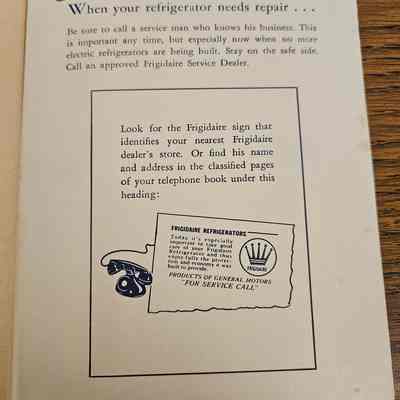 When your refrigerator needs repair . . .
Be sure to call a service man who knows his business. This
is important any time, but especially now when no more
electric refrigerators are being built. Stay on the safe side.
Call an approved Frigidaire Service Dealer.
Look for the Frigidaire sign that
identifies your nearest Frigidaire
dealer's store. Or find his name
and address in the classified pages
of your telephone book under this
heading:
FRIGIDAIRE REFRIGERATORS
Today it's especially
important to take good
care of your Frigidaire
Refrigerator and thus
enjoy fully the protec-
tion and economy it was
built to provide.
FRIGIDAIRE
PRODUCTS OF GENERAL MOTORS
"FOR SERVICE CALL"